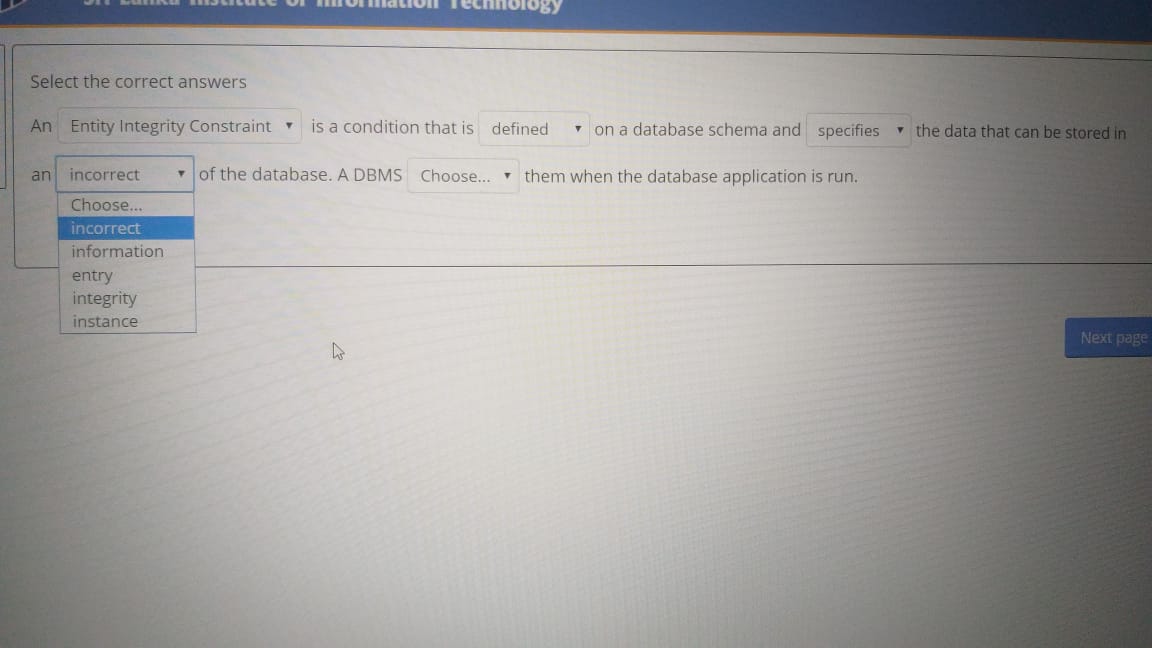 Sri Lanka Institute of Information Technology
Select the correct answers
An Entity Integrity Constraint ▾ is a condition that is defined ▾ on a database schema and specifies ▾ the data that can be stored in
an incorrect ▾ of the database. A DBMS Choose... ▾ them when the database application is run.
Choose...
incorrect
information
entry
integrity
instance
Next page